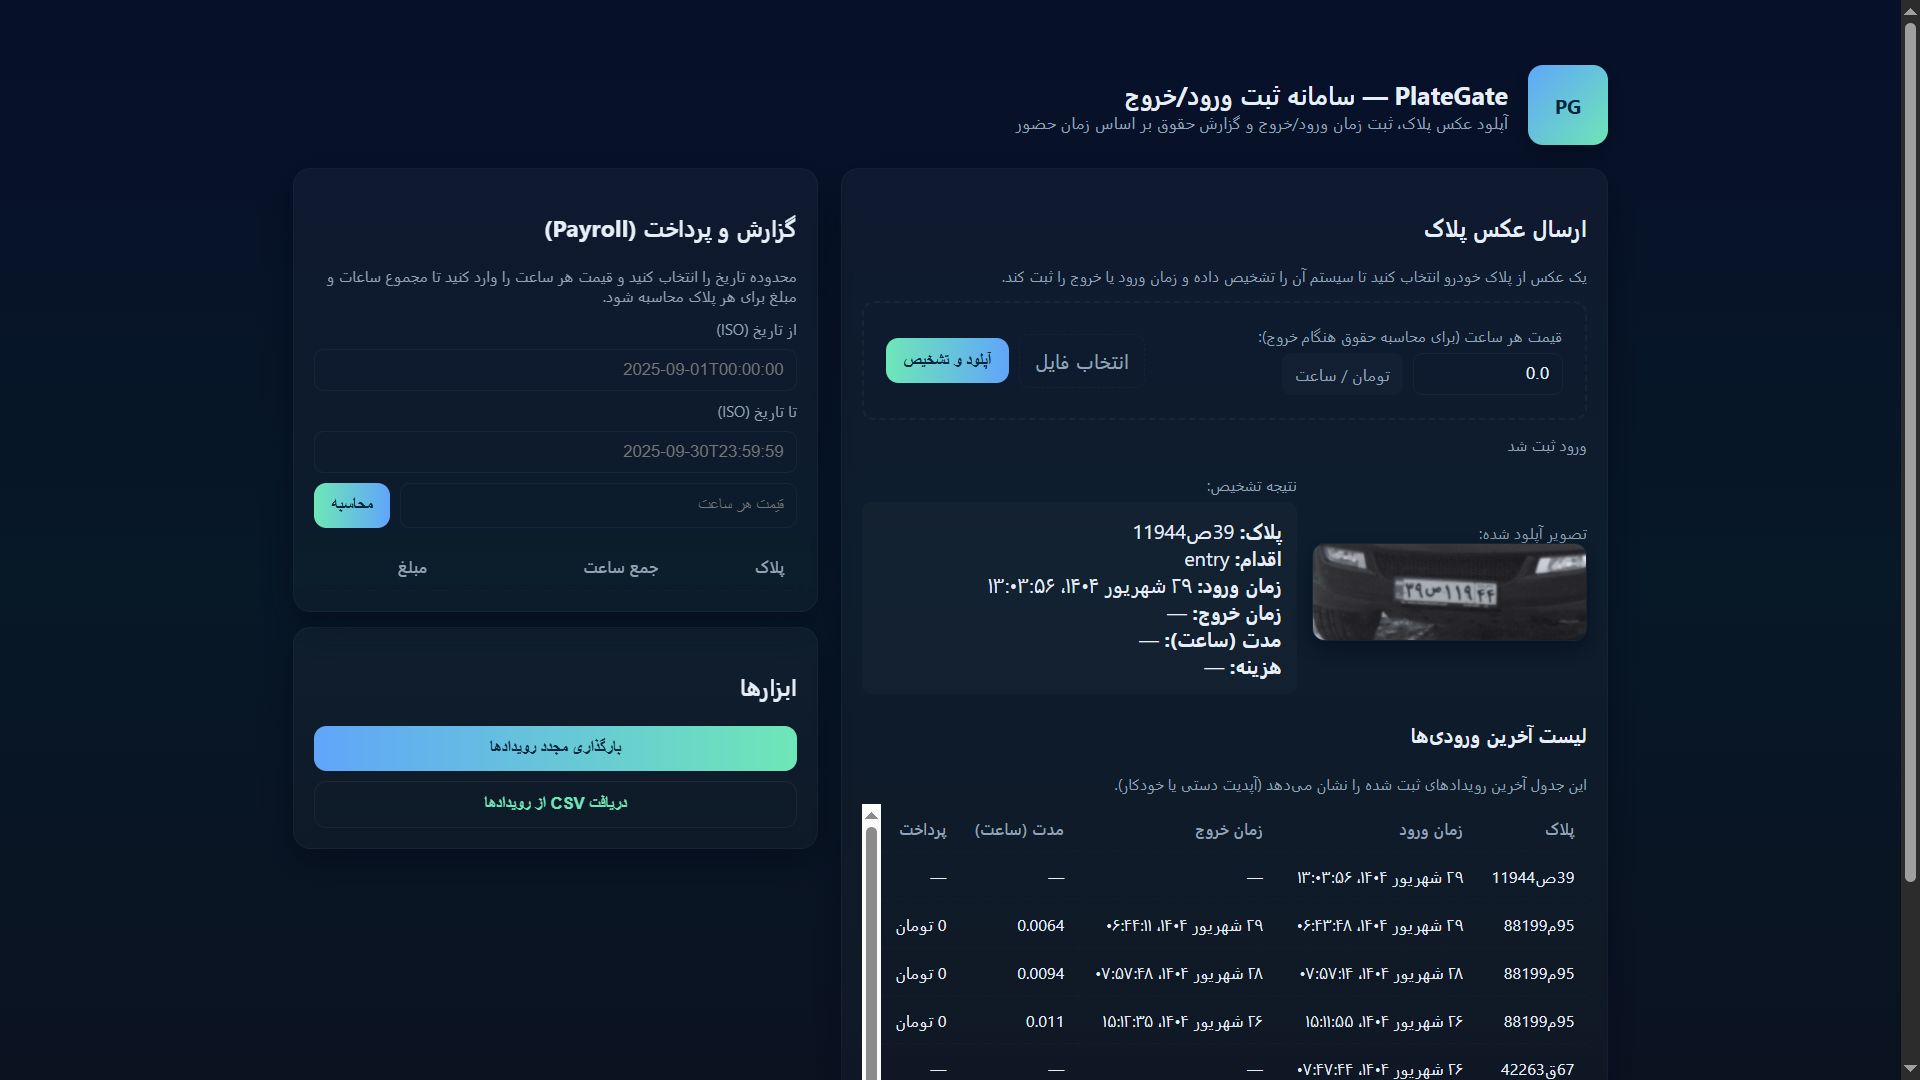 PG
PlateGate — سامانه ثبت ورود/خروج
آپلود عکس پلاک، ثبت زمان ورود/خروج و گزارش حقوق بر اساس زمان حضور
ارسال عکس پلاک
یک عکس از پلاک خودرو انتخاب کنید تا سیستم آن را تشخیص داده و زمان ورود یا خروج را ثبت کند.
قیمت هر ساعت (برای محاسبه حقوق هنگام خروج):
0.0
تومان / ساعت
انتخاب فایل
آپلود و تشخیص
ورود ثبت شد
تصویر آپلود شده:
۳۹ص۱۱۹۴۴
نتیجه تشخیص:
پلاک: 39ص11944
اقدام: entry
زمان ورود: ۲۹ شهریور ۱۴۰۴، ۱۳:۰۳:۵۶
زمان خروج: —
مدت (ساعت): —
هزینه: —
لیست آخرین ورودی‌ها
این جدول آخرین رویدادهای ثبت شده را نشان می‌دهد (آپدیت دستی یا خودکار).
پلاک زمان ورود زمان خروج مدت (ساعت) پرداخت
39ص11944 ۲۹ شهریور ۱۴۰۴، ۱۳:۰۳:۵۶ — — —
95م88199 ۲۹ شهریور ۱۴۰۴، ۰۶:۴۳:۴۸ ۲۹ شهریور ۱۴۰۴، ۰۶:۴۴:۱۱ 0.0064 0 تومان
95م88199 ۲۸ شهریور ۱۴۰۴، ۰۷:۵۷:۱۴ ۲۸ شهریور ۱۴۰۴، ۰۷:۵۷:۴۸ 0.0094 0 تومان
95م88199 ۲۶ شهریور ۱۴۰۴، ۱۵:۱۱:۵۵ ۲۶ شهریور ۱۴۰۴، ۱۵:۱۲:۳۵ 0.011 0 تومان
67ق42263 ۲۶ شهریور ۱۴۰۴، ۰۷:۴۷:۴۴ — — —
گزارش و پرداخت (Payroll)
محدوده تاریخ را انتخاب کنید و قیمت هر ساعت را وارد کنید تا مجموع ساعات و
مبلغ برای هر پلاک محاسبه شود.
از تاریخ (ISO)
2025-09-01T00:00:00
تا تاریخ (ISO)
2025-09-30T23:59:59
قیمت هر ساعت
محاسبه
پلاک جمع ساعت مبلغ
ابزارها
بارگذاری مجدد رویدادها
دریافت CSV از رویدادها